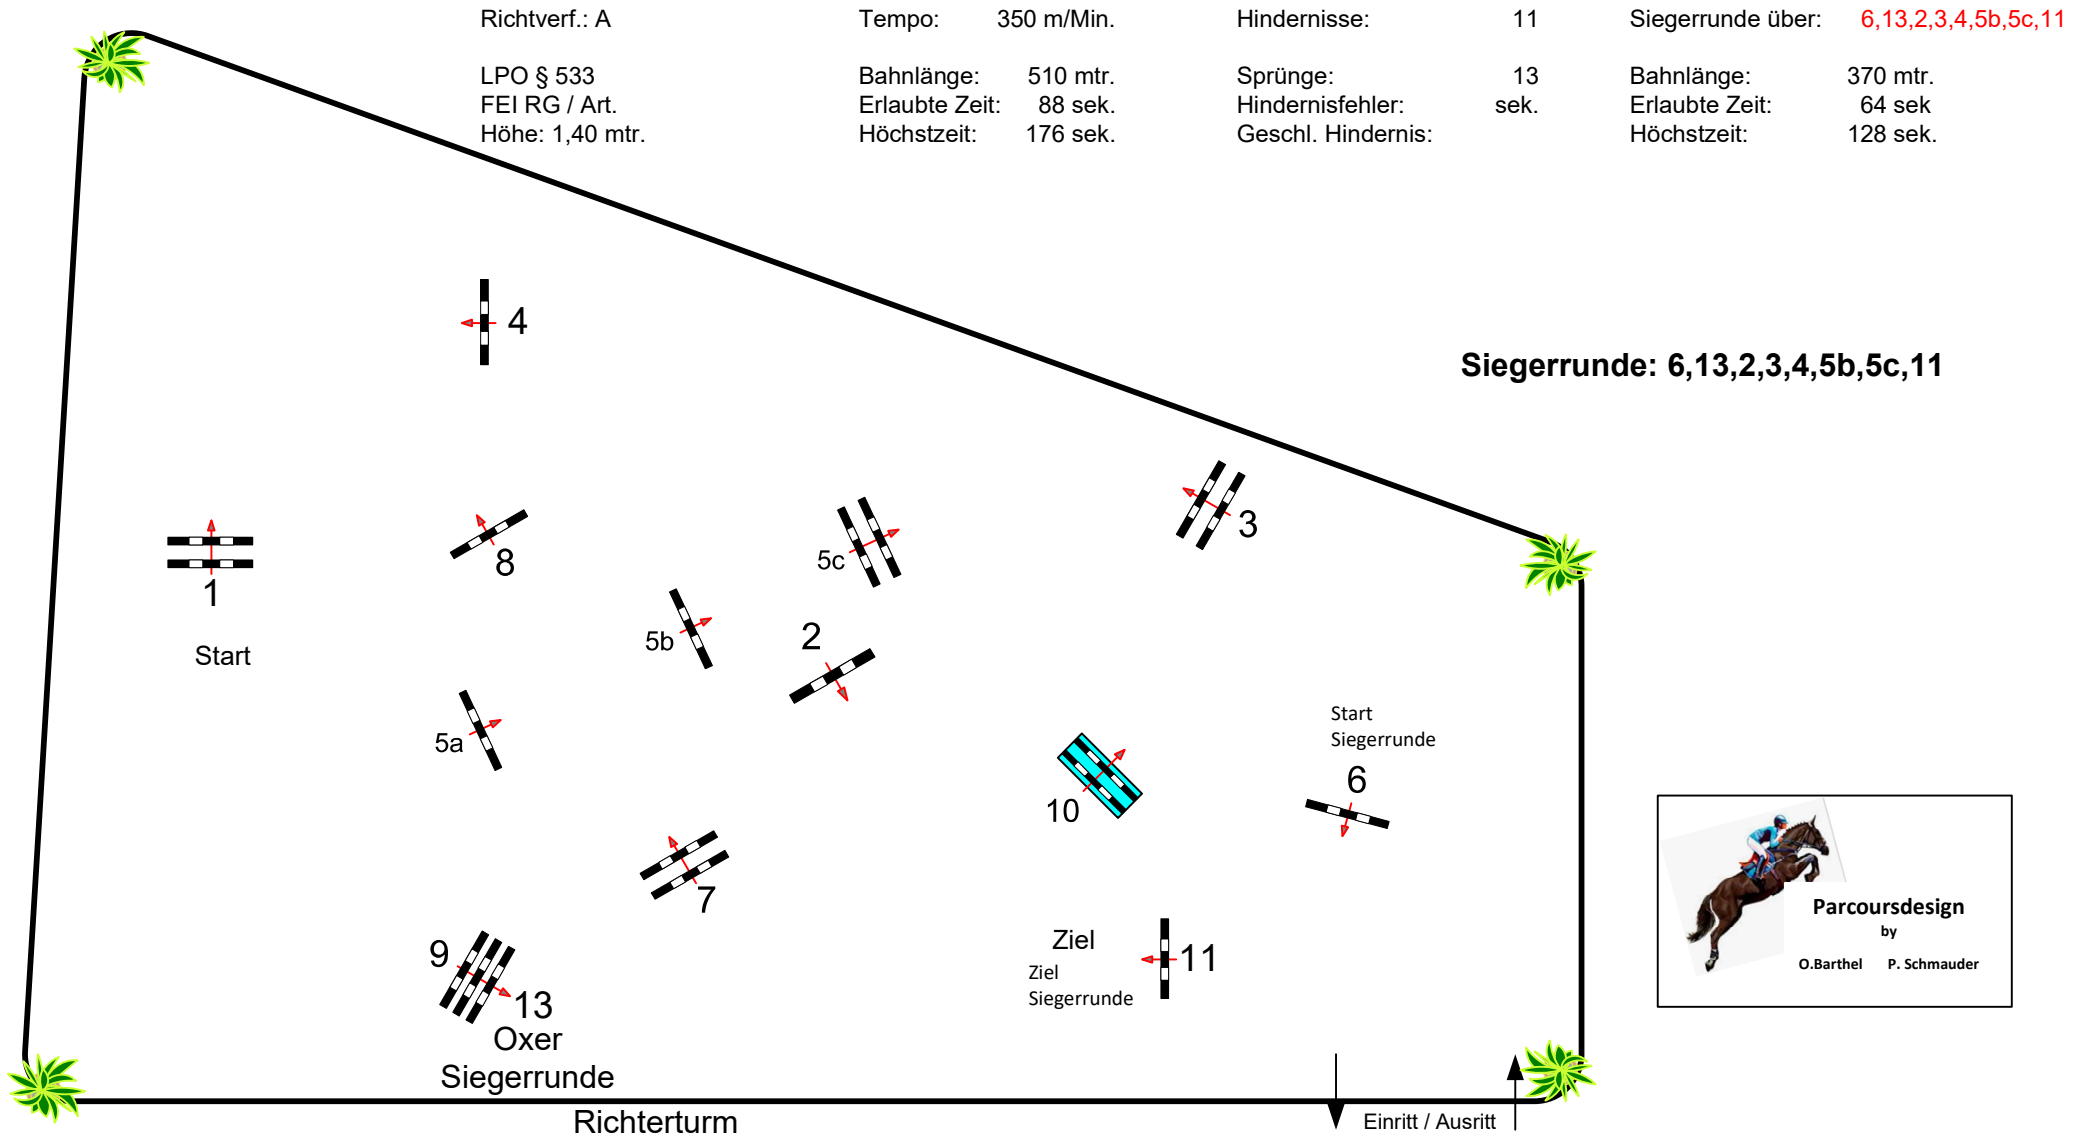 Richtverf.: A Tempo: 350 m/Min. Hindernisse: 11 Siegerrunde über: 6,13,2,3,4,5b,5c,11
LPO § 533 Bahnlänge: 510 mtr. Sprünge: 13 Bahnlänge: 370 mtr.
FEI RG / Art. Erlaubte Zeit: 88 sek. Hindernisfehler: sek. Erlaubte Zeit: 64 sek
Höhe: 1,40 mtr. Höchstzeit: 176 sek. Geschl. Hindernis: Höchstzeit: 128 sek.
4
Siegerrunde: 6,13,2,3,4,5b,5c,11
3
8
5c
1
5b
2
Start
5a
Start
Siegerrunde
6
10
7
Parcoursdesign
by
O.Barthel P. Schmauder
9
Ziel
11
Ziel
Siegerrunde
13
Oxer
Siegerrunde
Richterturm
Einritt / Ausritt